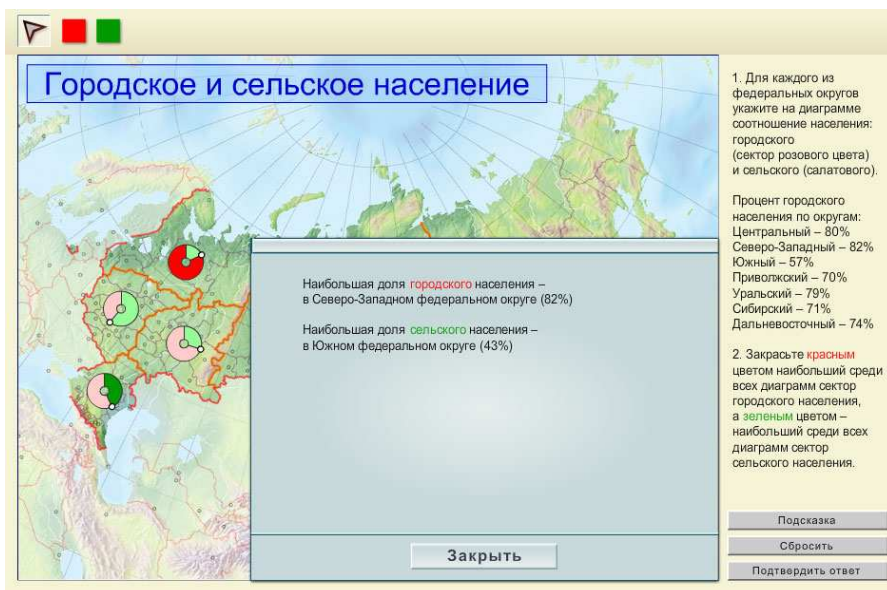 Городское и сельское население
1. Для каждого из
федеральных округов
укажите на диаграмме
соотношение населения:
городского
(сектор розового цвета)
и сельского (салатового).
Процент городского
населения по округам:
Центральный – 80%
Северо-Западный – 82%
Южный – 57%
Приволжский – 70%
Уральский – 79%
Сибирский – 71%
Дальневосточный – 74%
2. Закрасьте красным
цветом наибольший среди
всех диаграмм сектор
городского населения,
а зеленым цветом –
наибольший среди всех
диаграмм сектор
сельского населения.
Наибольшая доля городского населения –
в Северо-Западном федеральном округе (82%)
Наибольшая доля сельского населения –
в Южном федеральном округе (43%)
Закрыть
Подсказка
Сбросить
Подтвердить ответ